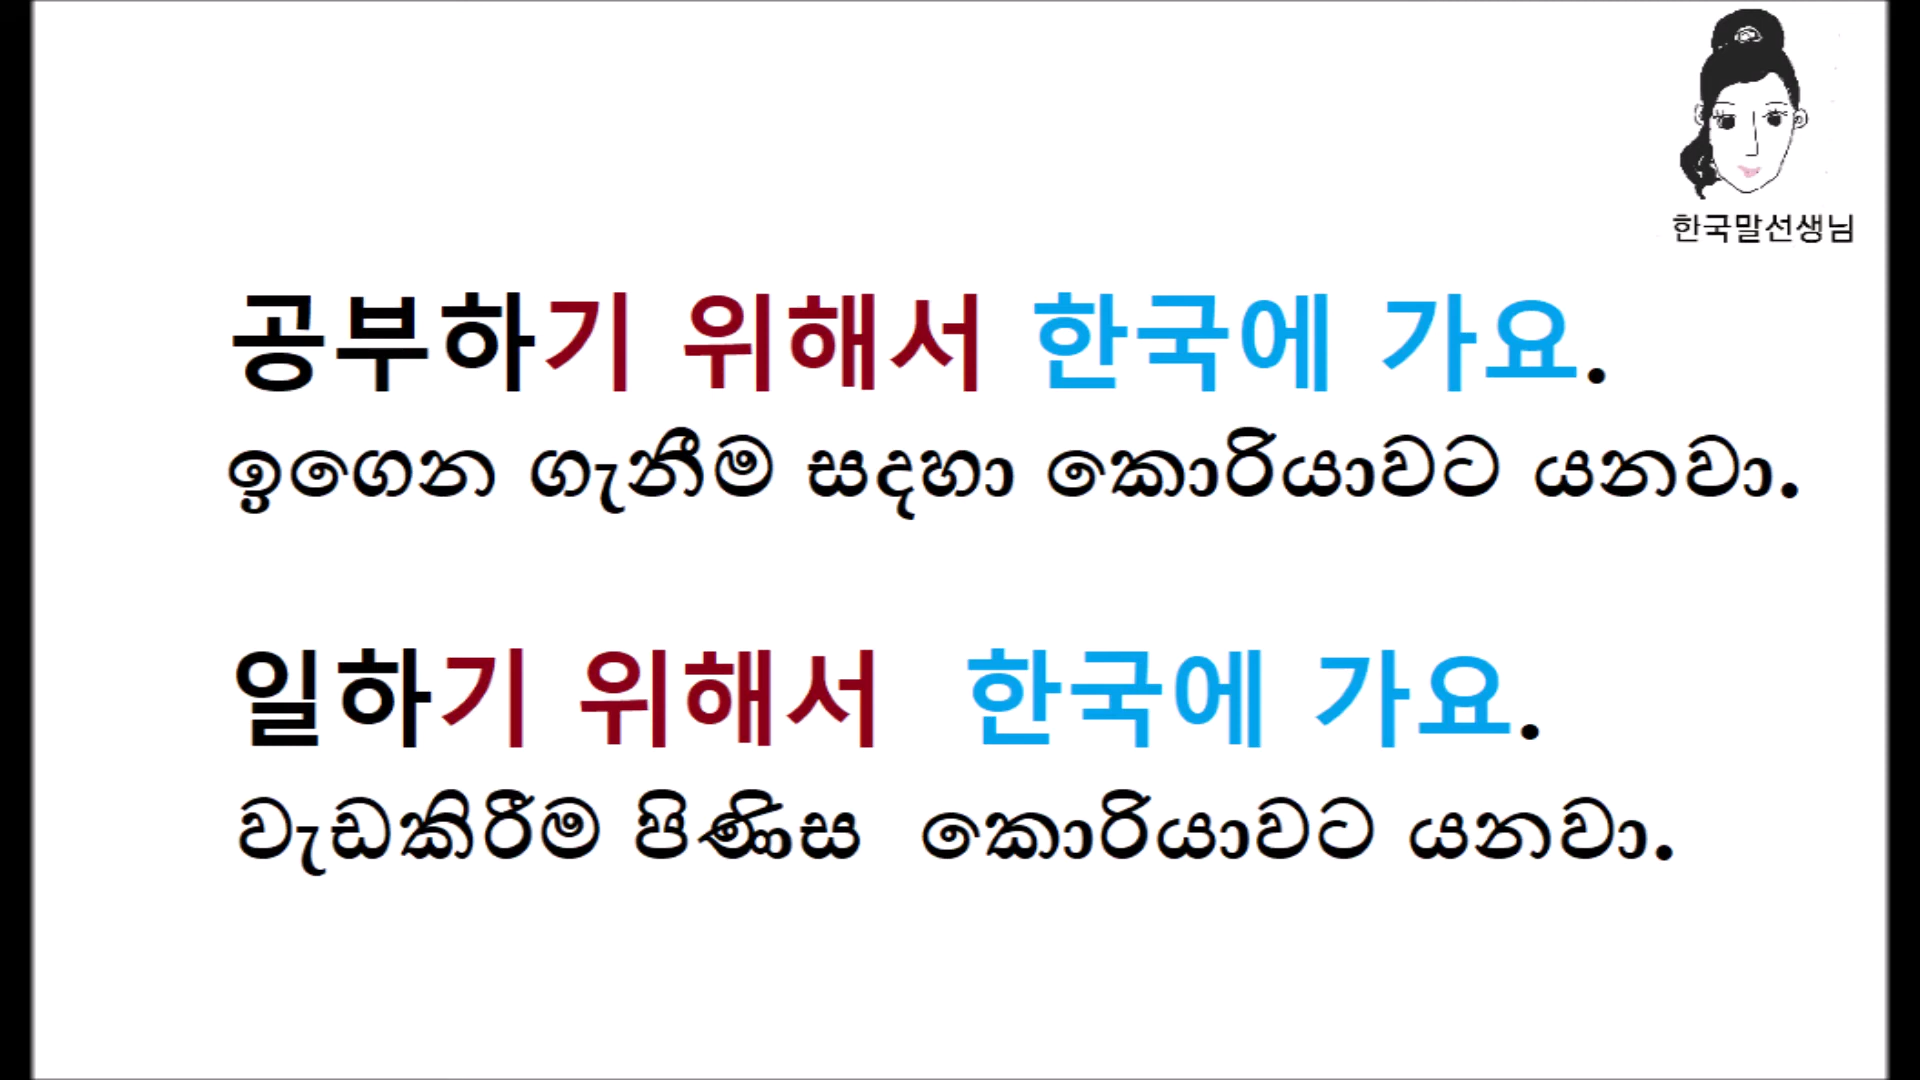 한국말선생님
공부하기 위해서 한국에 가요.
ඉගෙන ගැනීම සදහා කොරියාවට යනවා.
일하기 위해서 한국에 가요.
වැඩකිරීම පිණිස කොරියාවට යනවා.